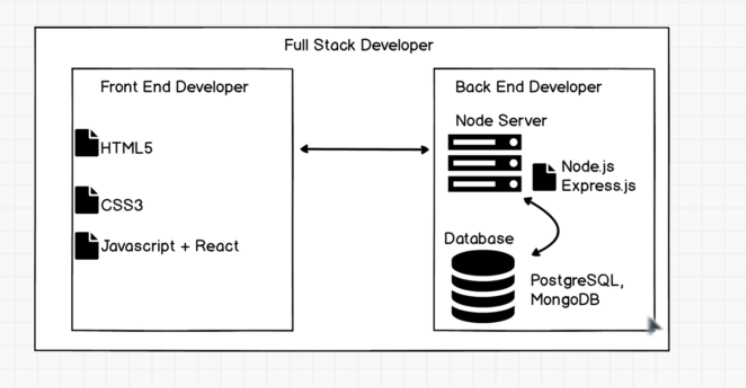 Full Stack Developer
Front End Developer
HTML5
CSS3
Javascript + React
Back End Developer
Node Server
Node.js
Express.js
Database
PostgreSQL,
MongoDB